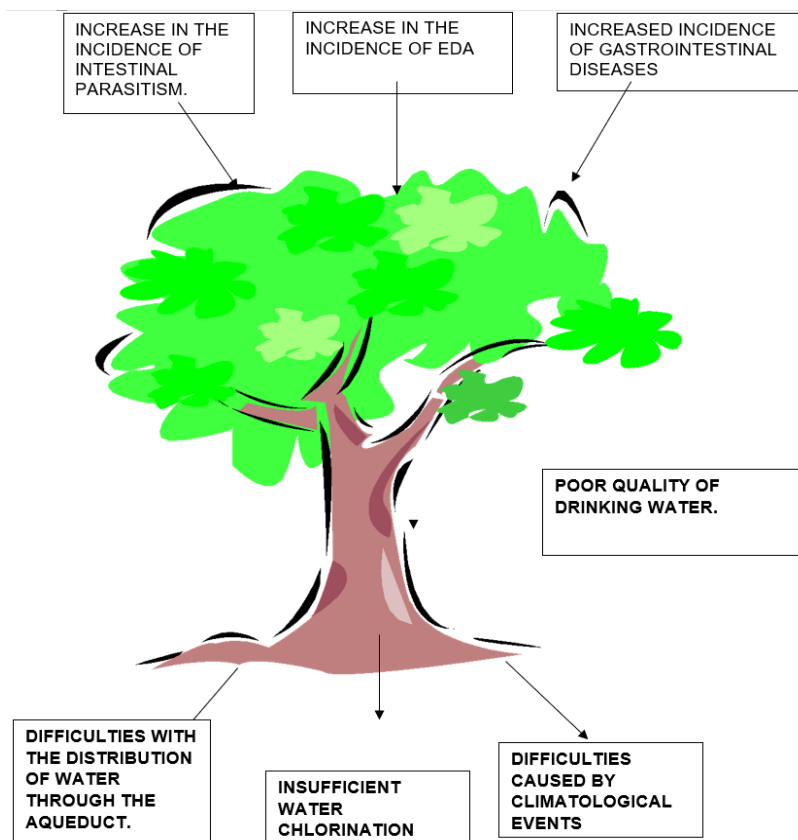 INCREASE IN THE
INCIDENCE OF
INTESTINAL
PARASITISM.
INCREASE IN THE
INCIDENCE OF EDA
INCREASED INCIDENCE
OF GASTROINTESTINAL
DISEASES
POOR QUALITY OF
DRINKING WATER.
DIFFICULTIES WITH
THE DISTRIBUTION
OF WATER
THROUGH THE
AQUEDUCT.
INSUFFICIENT
WATER
CHLORINATION
DIFFICULTIES
CAUSED BY
CLIMATOLOGICAL
EVENTS